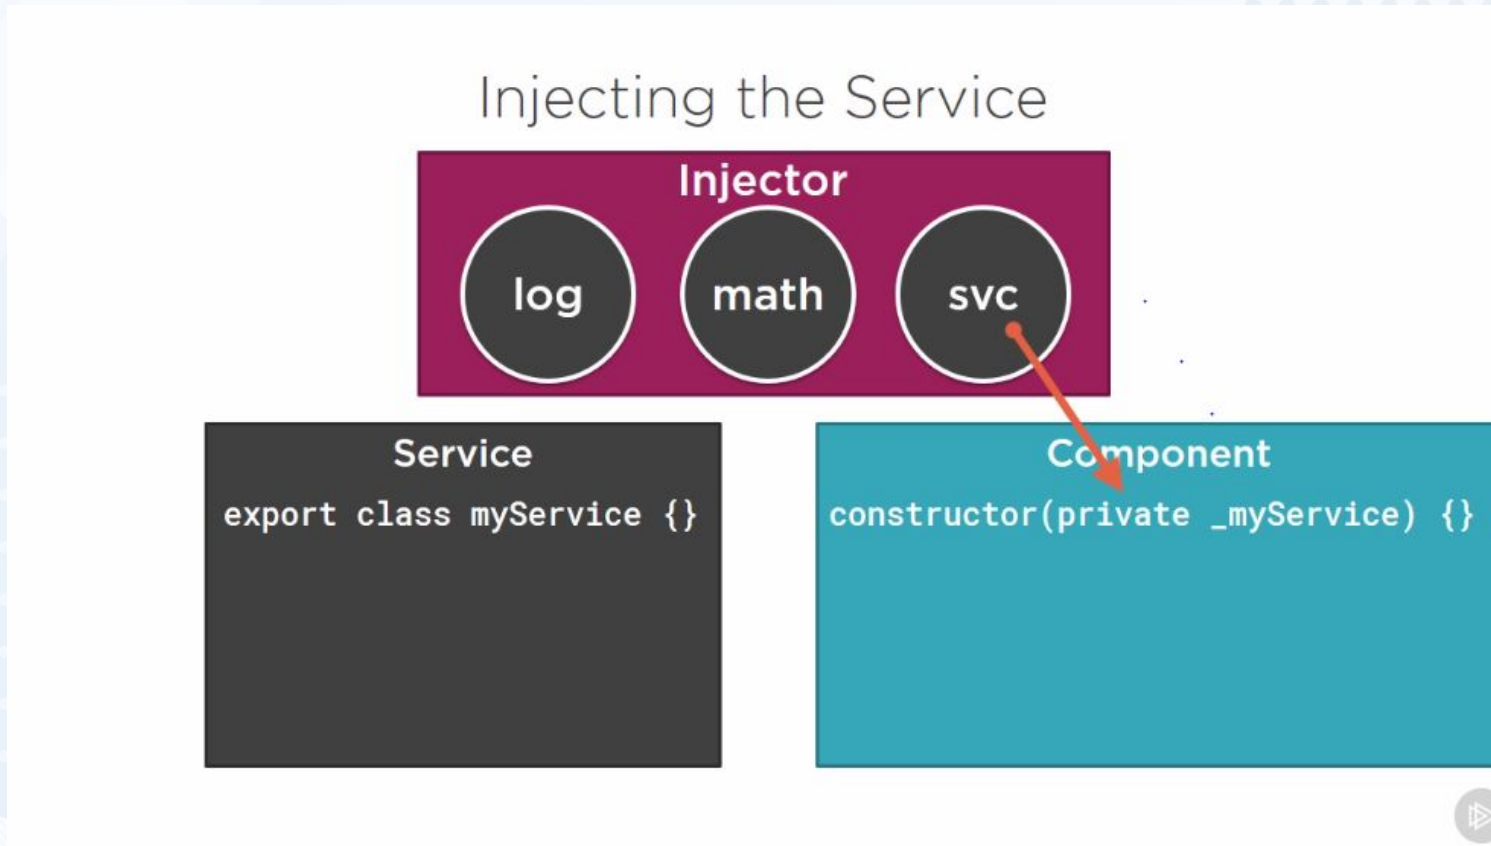 Injecting the Service
Injector
log
math
svc
Service
export class myService {}
Component
constructor(private _myService) {}